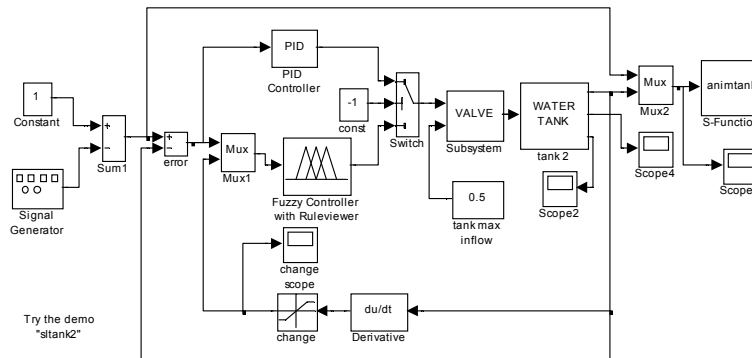 PID
PID
Controller
1
Constant
-1
const
Switch
VALVE
Subsystem
WATER
TANK
tank 2
Mux
Mux2
animtank
S-Function
Sum1
error
Mux
Mux1
Fuzzy Controller
with Ruleviewer
Signal
Generator
0.5
tank max
inflow
Scope2
Scope4
Scope
change
scope
change
du/dt
Derivative
Try the demo
"sltank2"